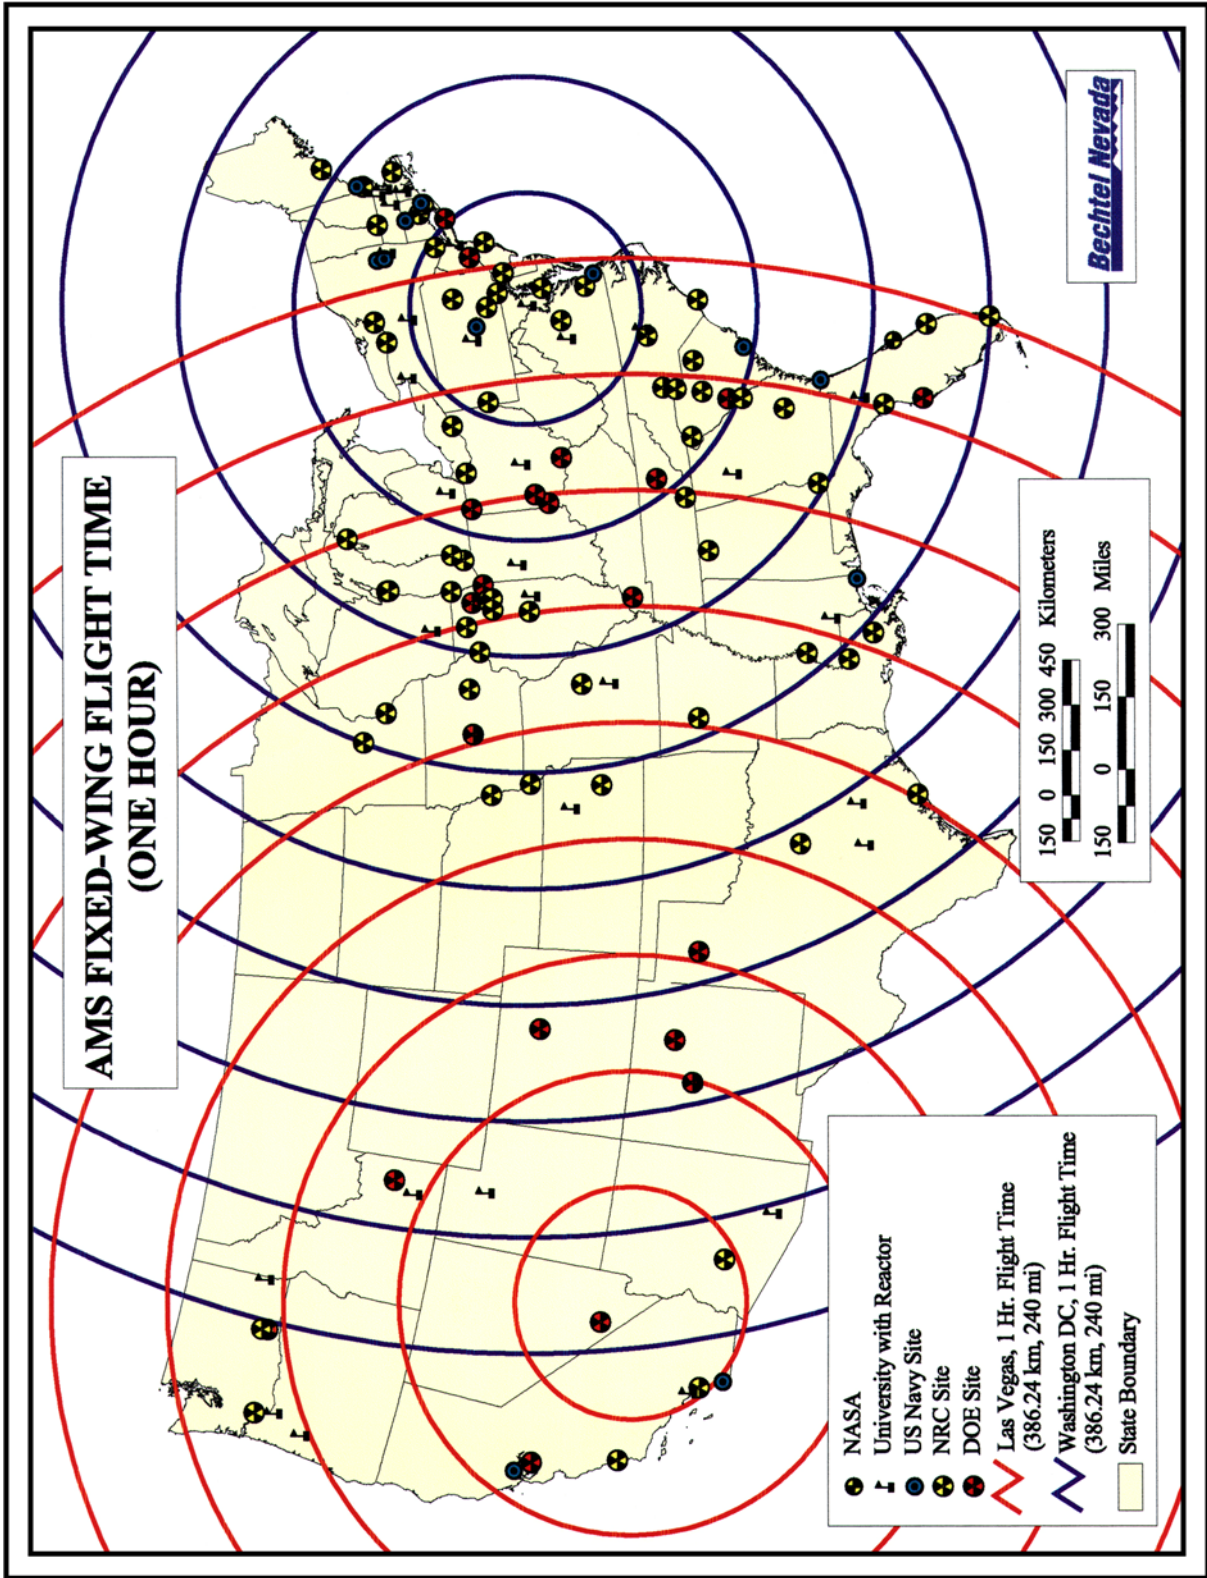 AMS FIXED-WING FLIGHT TIME
(ONE HOUR)
Bechtel Nevada
150 0 150 300 450 Kilometers
150 0 150 300 Miles
NASA
University with Reactor
US Navy Site
NRC Site
DOE Site
Las Vegas, 1 Hr. Flight Time
(386.24 km, 240 mi)
Washington DC, 1 Hr. Flight Time
(386.24 km, 240 mi)
State Boundary